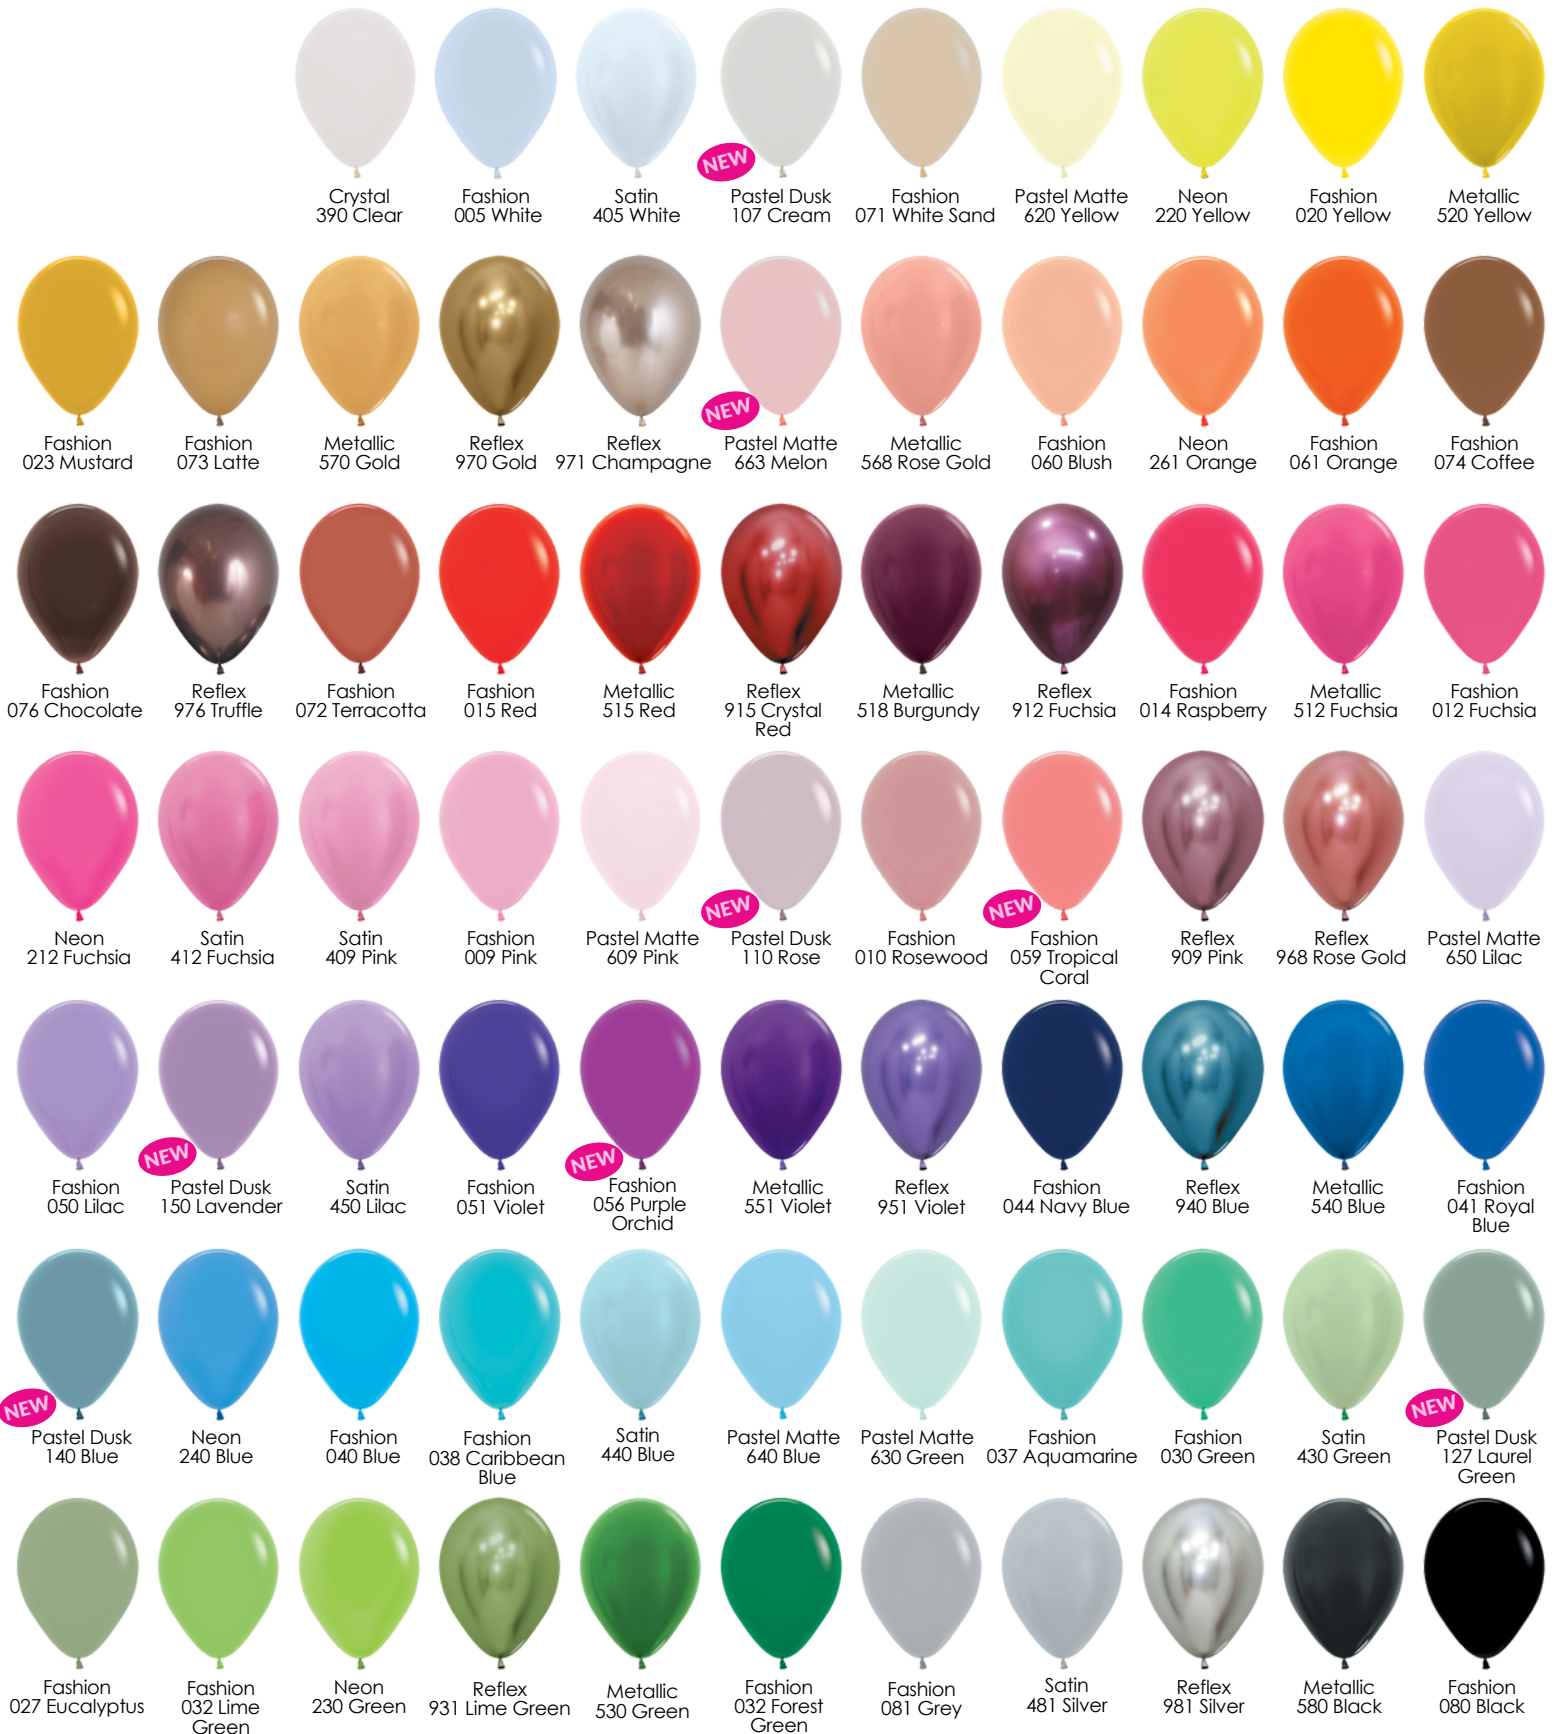 Crystal
390 Clear
Fashion
005 White
Satin
405 White
NEW
Pastel Dusk
107 Cream
Fashion
071 White Sand
Pastel Matte
620 Yellow
Neon
220 Yellow
Fashion
020 Yellow
Metallic
520 Yellow
Fashion
023 Mustard
Fashion
073 Latte
Metallic
570 Gold
Reflex
970 Gold
Reflex
971 Champagne
NEW
Pastel Matte
663 Melon
Metallic
568 Rose Gold
Fashion
060 Blush
Neon
261 Orange
Fashion
061 Orange
Fashion
074 Coffee
Fashion
076 Chocolate
Reflex
976 Truffle
Fashion
072 Terracotta
Fashion
015 Red
Metallic
515 Red
Reflex
915 Crystal
Red
Metallic
518 Burgundy
Reflex
912 Fuchsia
Fashion
014 Raspberry
Metallic
512 Fuchsia
Fashion
012 Fuchsia
Neon
212 Fuchsia
Satin
412 Fuchsia
Satin
409 Pink
Fashion
009 Pink
Pastel Matte
609 Pink
NEW
Pastel Dusk
110 Rose
Fashion
010 Rosewood
NEW
Fashion
059 Tropical
Coral
Reflex
909 Pink
Reflex
968 Rose Gold
Pastel Matte
650 Lilac
Fashion
050 Lilac
NEW
Pastel Dusk
150 Lavender
Satin
450 Lilac
Fashion
051 Violet
NEW
Fashion
056 Purple
Orchid
Metallic
551 Violet
Reflex
951 Violet
Fashion
044 Navy Blue
Reflex
940 Blue
Metallic
540 Blue
Fashion
041 Royal
Blue
NEW
Pastel Dusk
140 Blue
Neon
240 Blue
Fashion
040 Blue
Fashion
038 Caribbean
Blue
Satin
440 Blue
Pastel Matte
640 Blue
Pastel Matte
630 Green
Fashion
037 Aquamarine
Fashion
030 Green
Satin
430 Green
NEW
Pastel Dusk
127 Laurel
Green
Fashion
027 Eucalyptus
Fashion
032 Lime
Green
Neon
230 Green
Reflex
931 Lime Green
Metallic
530 Green
Fashion
032 Forest
Green
Fashion
081 Grey
Satin
481 Silver
Reflex
981 Silver
Metallic
580 Black
Fashion
080 Black